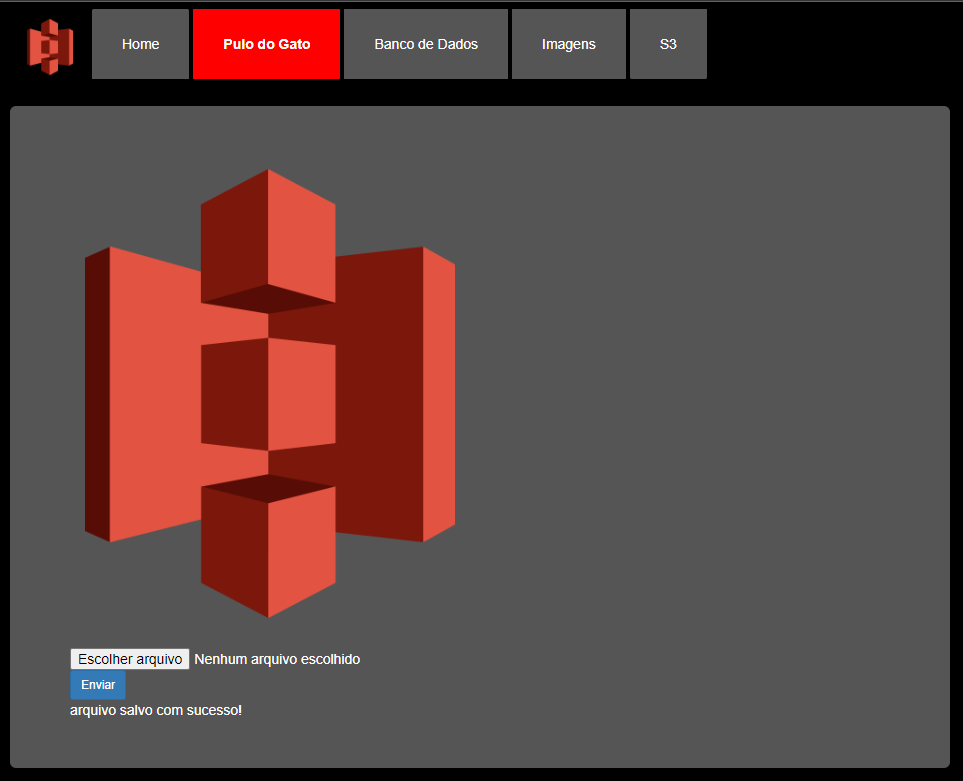 Home Pulo do Gato Banco de Dados Imagens S3
Escolher arquivo Nenhum arquivo escolhido
Enviar
arquivo salvo com sucesso!